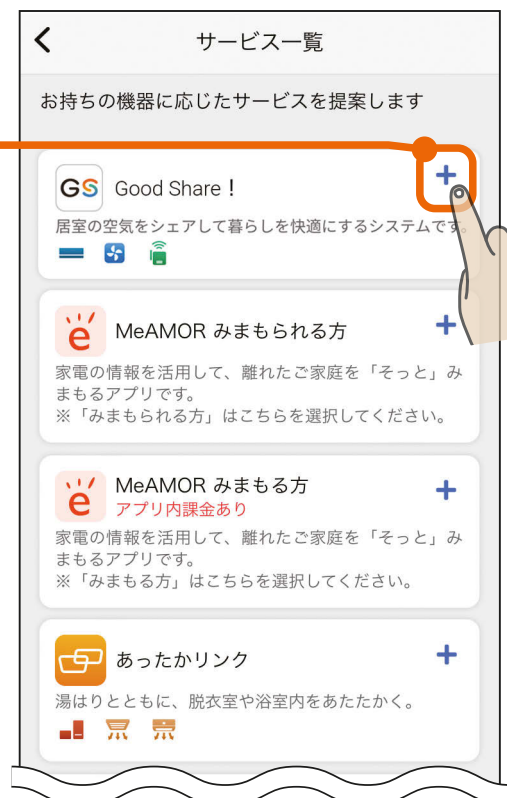 サービス一覧
お持ちの機器に応じたサービスを提案します
GS Good Share！
居室の空気をシェアして暮らしを快適にするシステムです。
é MeAMOR みまもられる方
家電の情報を活用して、離れたご家庭を「そっと」み
まもるアプリです。
※「みまもられる方」はこちらを選択してください。
é MeAMOR みまもる方
アプリ内課金あり
家電の情報を活用して、離れたご家庭を「そっと」み
まもるアプリです。
※「みまもる方」はこちらを選択してください。
あったかリンク
湯はりとともに、脱衣室や浴室内をあたたかく。